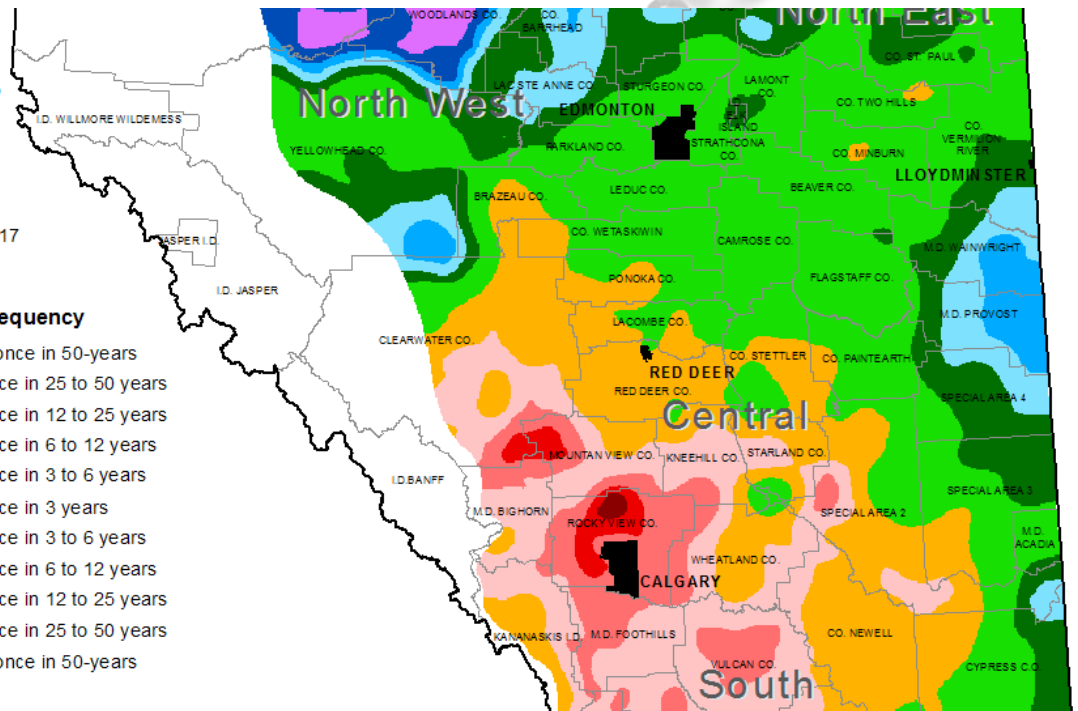 WOODLANDS CO.
CO.
BARRHEAD
North East
CO. ST. PAUL
LAC STE ANNE CO.
STURGEON CO.
LAMONT
CO.
CO. TWO HILLS
North West
EDMONTON
I.D. WILLMORE WILDEMESS
ISLAND
STRATHCONA
CO.
PARKLAND CO.
YELLOWHEAD CO.
CO. MINBURN
CO.
VERMILION
RIVER
LLOYDMINSTER
BRAZEAU CO.
LEDUC CO.
BEAVER CO.
17
JASPER I.D.
CO. WETASKIWIN
CAMROSE CO.
M.D. WAINWRIGHT
I.D. JASPER
PONOKA CO.
FLAGSTAFF CO.
M.D. PROVOST
equency
LACOMBE CO.
CLEARWATER CO.
once in 50-years
CO. STETTLER
CO. PAINTEARTH
RED DEER
ce in 25 to 50 years
RED DEER CO.
SPECIAL AREA 4
ce in 12 to 25 years
Central
ce in 6 to 12 years
MOUNTAIN VIEW CO.
KNEEHILL CO.
STARLAND CO.
ce in 3 to 6 years
I.D.BANFF
SPECIAL AREA 3
ce in 3 years
M.D. BIGHORN
ROCKY VIEW CO.
SPECIAL AREA 2
ce in 3 to 6 years
M.D.
ACADIA
ce in 6 to 12 years
WHEATLAND CO.
CALGARY
ce in 12 to 25 years
ce in 25 to 50 years
KANANASKIS I.D.
M.D. FOOTHILLS
CO. NEWELL
once in 50-years
VULCAN CO.
CYPRESS C.O.
South